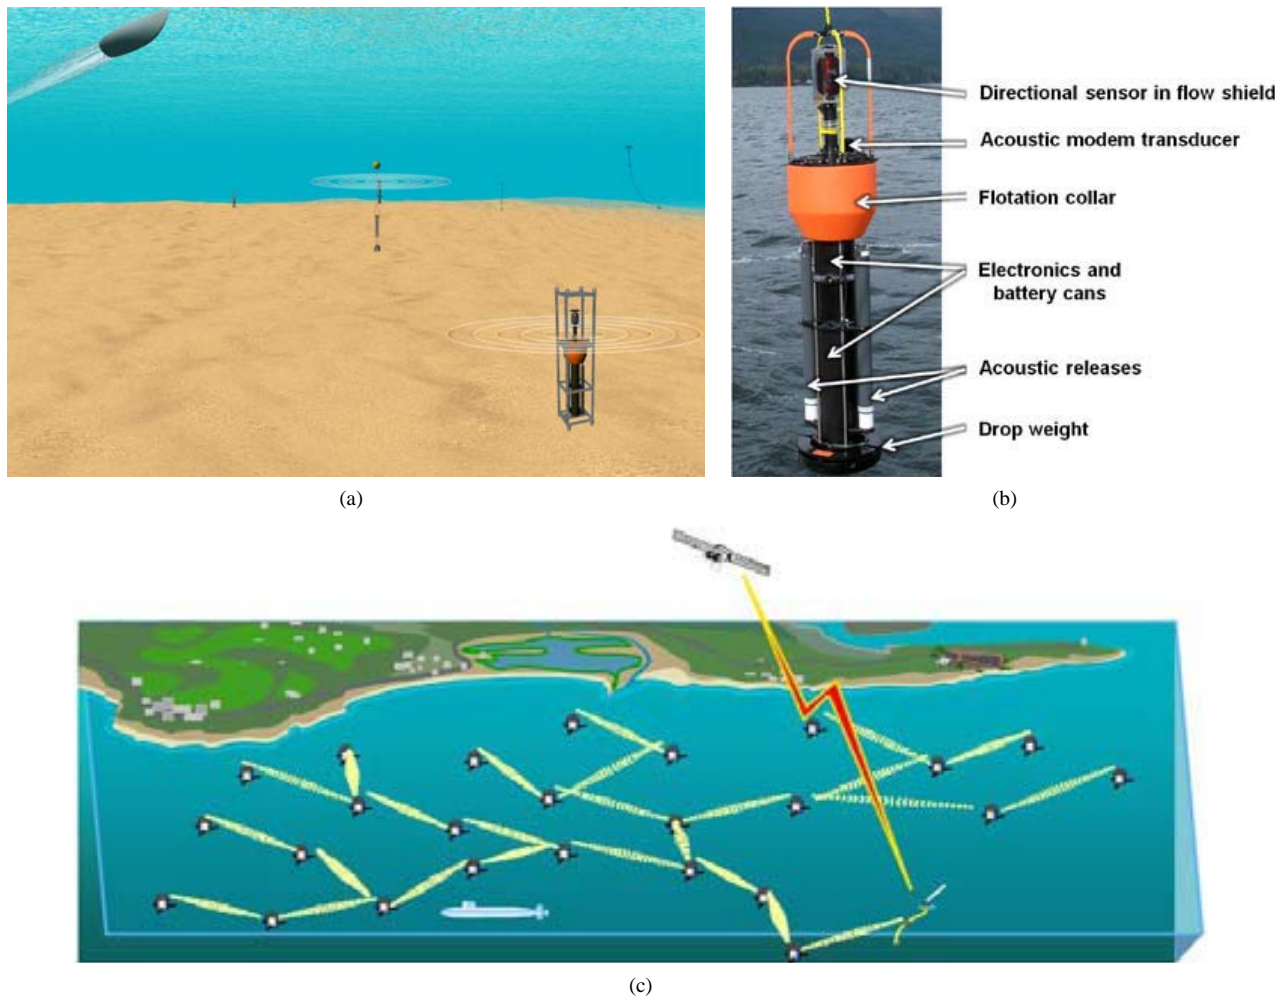 Directional sensor in flow shield
Acoustic modem transducer
Flotation collar
Electronics and
battery cans
Acoustic releases
Drop weight
(a)
(b)
(c)